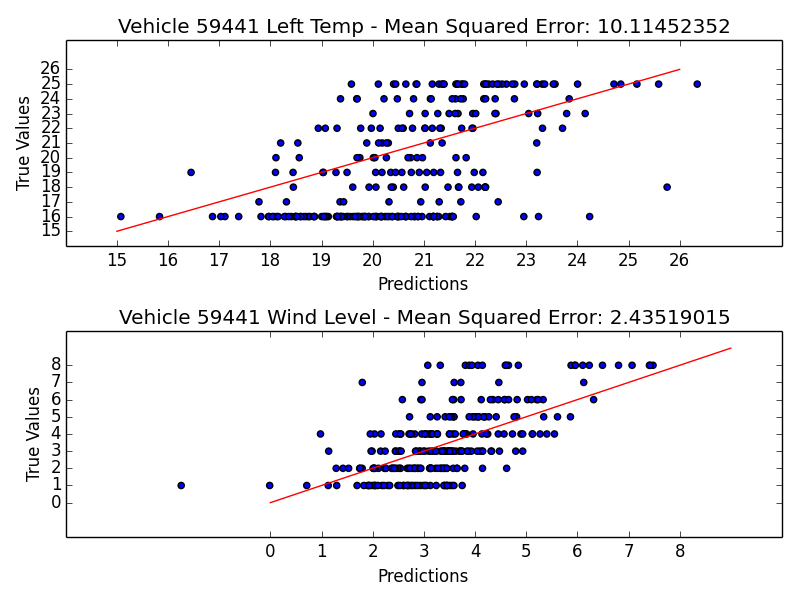 Vehicle 59441 Left Temp - Mean Squared Error: 10.11452352
26
25
24
23
22
21
20
19
18
17
16
15
True Values
15 16 17 18 19 20 21 22 23 24 25 26
Predictions
Vehicle 59441 Wind Level - Mean Squared Error: 2.43519015
8
7
6
5
4
3
2
1
0
True Values
0 1 2 3 4 5 6 7 8
Predictions